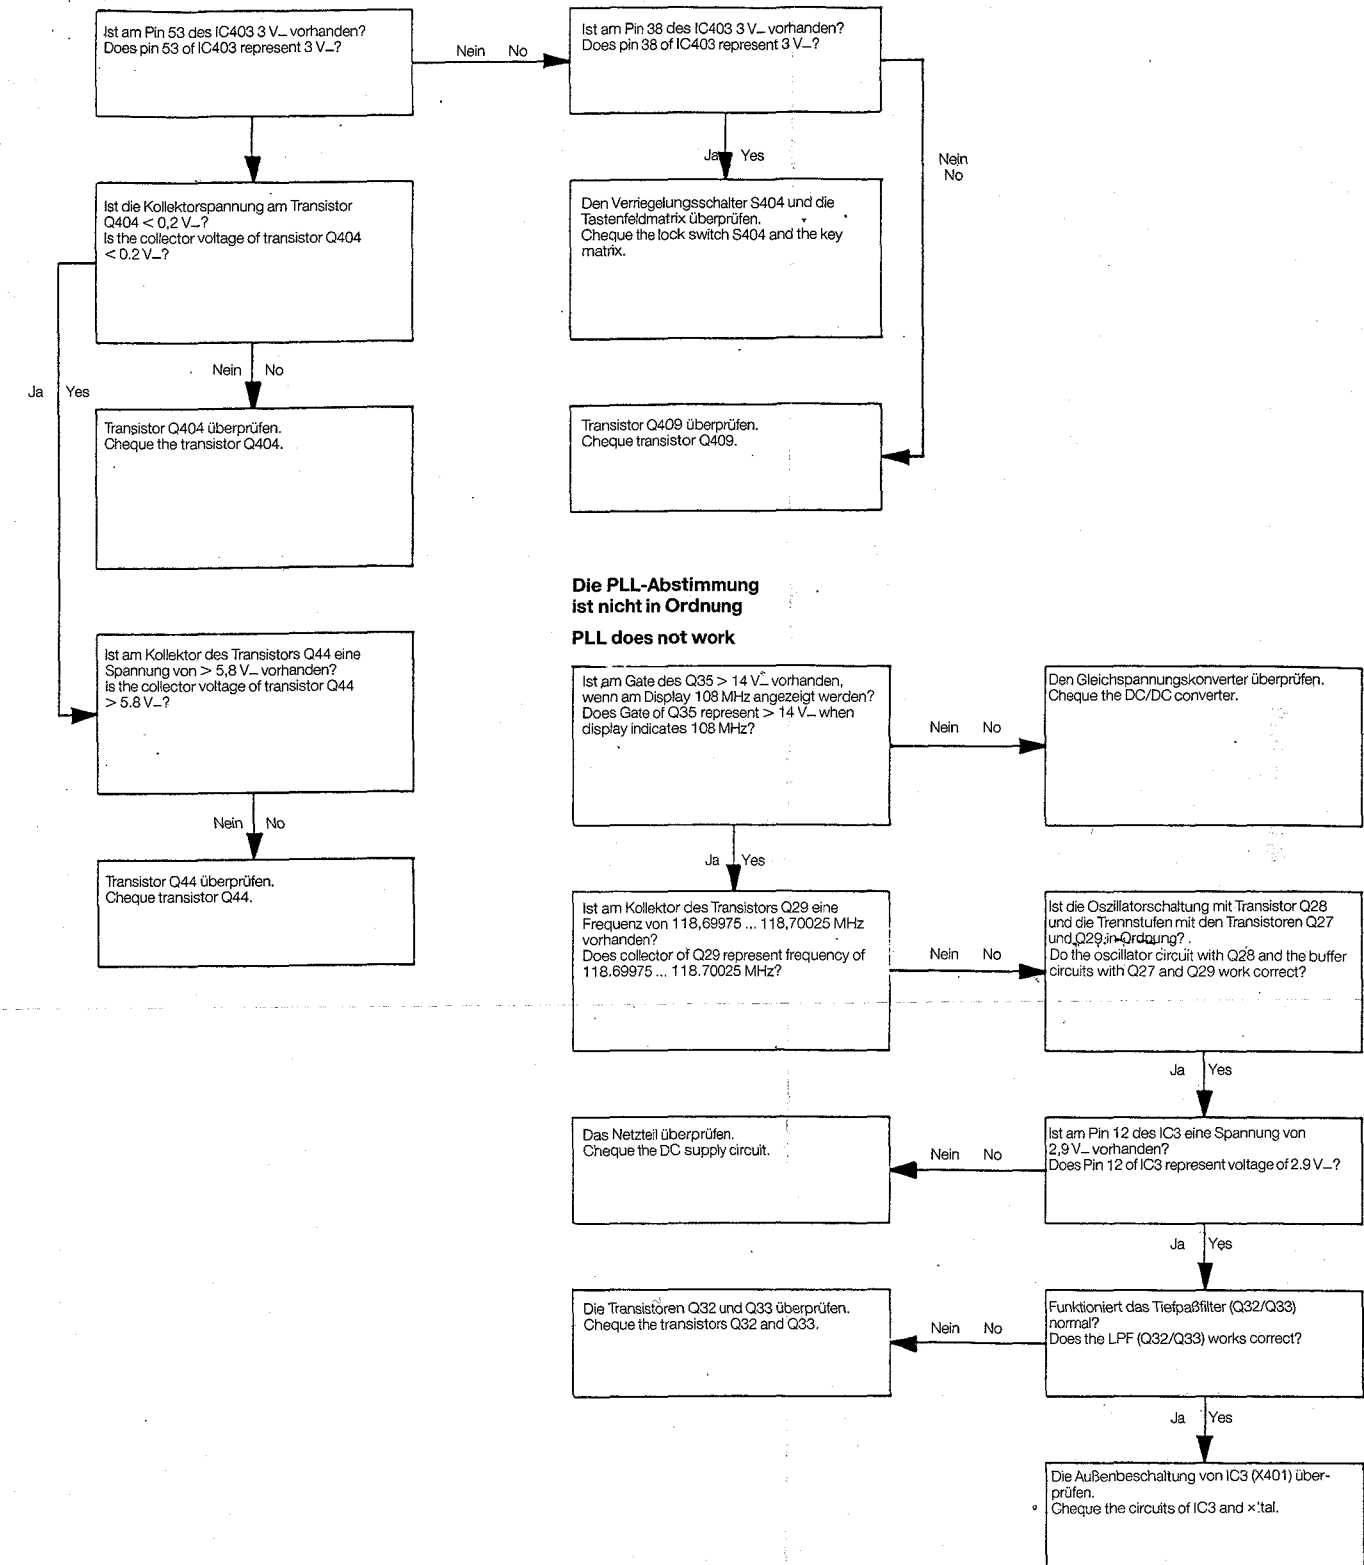 Ist am Pin 53 des IC403 3 V⎓ vorhanden?
Does pin 53 of IC403 represent 3 V⎓?
Nein No
Ist am Pin 38 des IC403 3 V⎓ vorhanden?
Does pin 38 of IC403 represent 3 V⎓?
Ja Yes
Nein
No
Ist die Kollektorspannung am Transistor
Q404 < 0,2 V⎓?
Is the collector voltage of transistor Q404
< 0.2 V⎓?
Den Verriegelungsschalter S404 und die
Tastenfeldmatrix überprüfen.
Cheque the lock switch S404 and the key
matrix.
Nein No
Ja Yes
Transistor Q404 überprüfen.
Cheque the transistor Q404.
Transistor Q409 überprüfen.
Cheque transistor Q409.
Ist am Kollektor des Transistors Q44 eine
Spannung von > 5,8 V⎓ vorhanden?
Is the collector voltage of transistor Q44
> 5.8 V⎓?
Nein No
Transistor Q44 überprüfen.
Cheque transistor Q44.
Die PLL-Abstimmung
ist nicht in Ordnung
PLL does not work
Ist am Gate des Q35 > 14 V⎓ vorhanden,
wenn am Display 108 MHz angezeigt werden?
Does Gate of Q35 represent > 14 V⎓ when
display indicates 108 MHz?
Nein No
Den Gleichspannungskonverter überprüfen.
Cheque the DC/DC converter.
Ja Yes
Ist am Kollektor des Transistors Q29 eine
Frequenz von 118,69975 ... 118,70025 MHz
vorhanden?
Does collector of Q29 represent frequency of
118.69975 ... 118.70025 MHz?
Nein No
Ist die Oszillatorschaltung mit Transistor Q28
und die Trennstufen mit den Transistoren Q27
und Q29 in Ordnung?
Do the oscillator circuit with Q28 and the buffer
circuits with Q27 and Q29 work correct?
Ja Yes
Das Netzteil überprüfen.
Cheque the DC supply circuit.
Nein No
Ist am Pin 12 des IC3 eine Spannung von
2,9 V⎓ vorhanden?
Does Pin 12 of IC3 represent voltage of 2.9 V⎓?
Ja Yes
Die Transistoren Q32 und Q33 überprüfen.
Cheque the transistors Q32 and Q33.
Nein No
Funktioniert das Tiefpaßfilter (Q32/Q33)
normal?
Does the LPF (Q32/Q33) works correct?
Ja Yes
Die Außenbeschaltung von IC3 (X401) über-
prüfen.
Cheque the circuits of IC3 and x'tal.